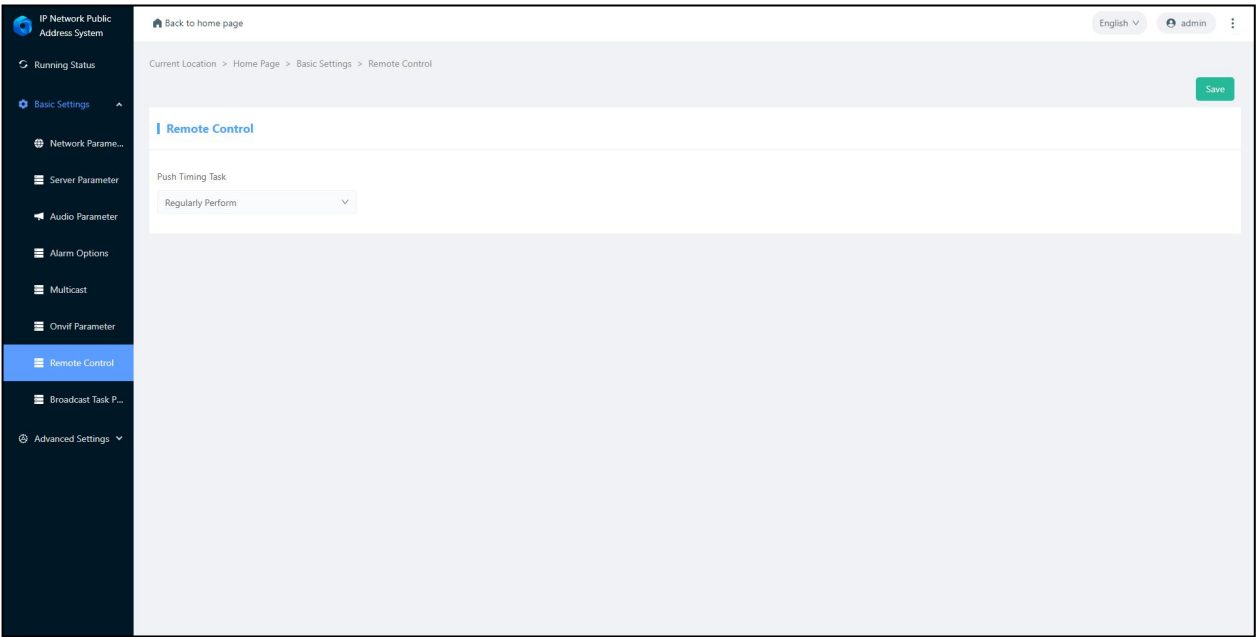 IP Network Public
Address System
Back to home page
English
admin
Running Status
Current Location > Home Page > Basic Settings > Remote Control
Save
Basic Settings
Remote Control
Network Parame...
Push Timing Task
Server Parameter
Regularly Perform
Audio Parameter
Alarm Options
Multicast
Onvif Parameter
Remote Control
Broadcast Task P...
Advanced Settings